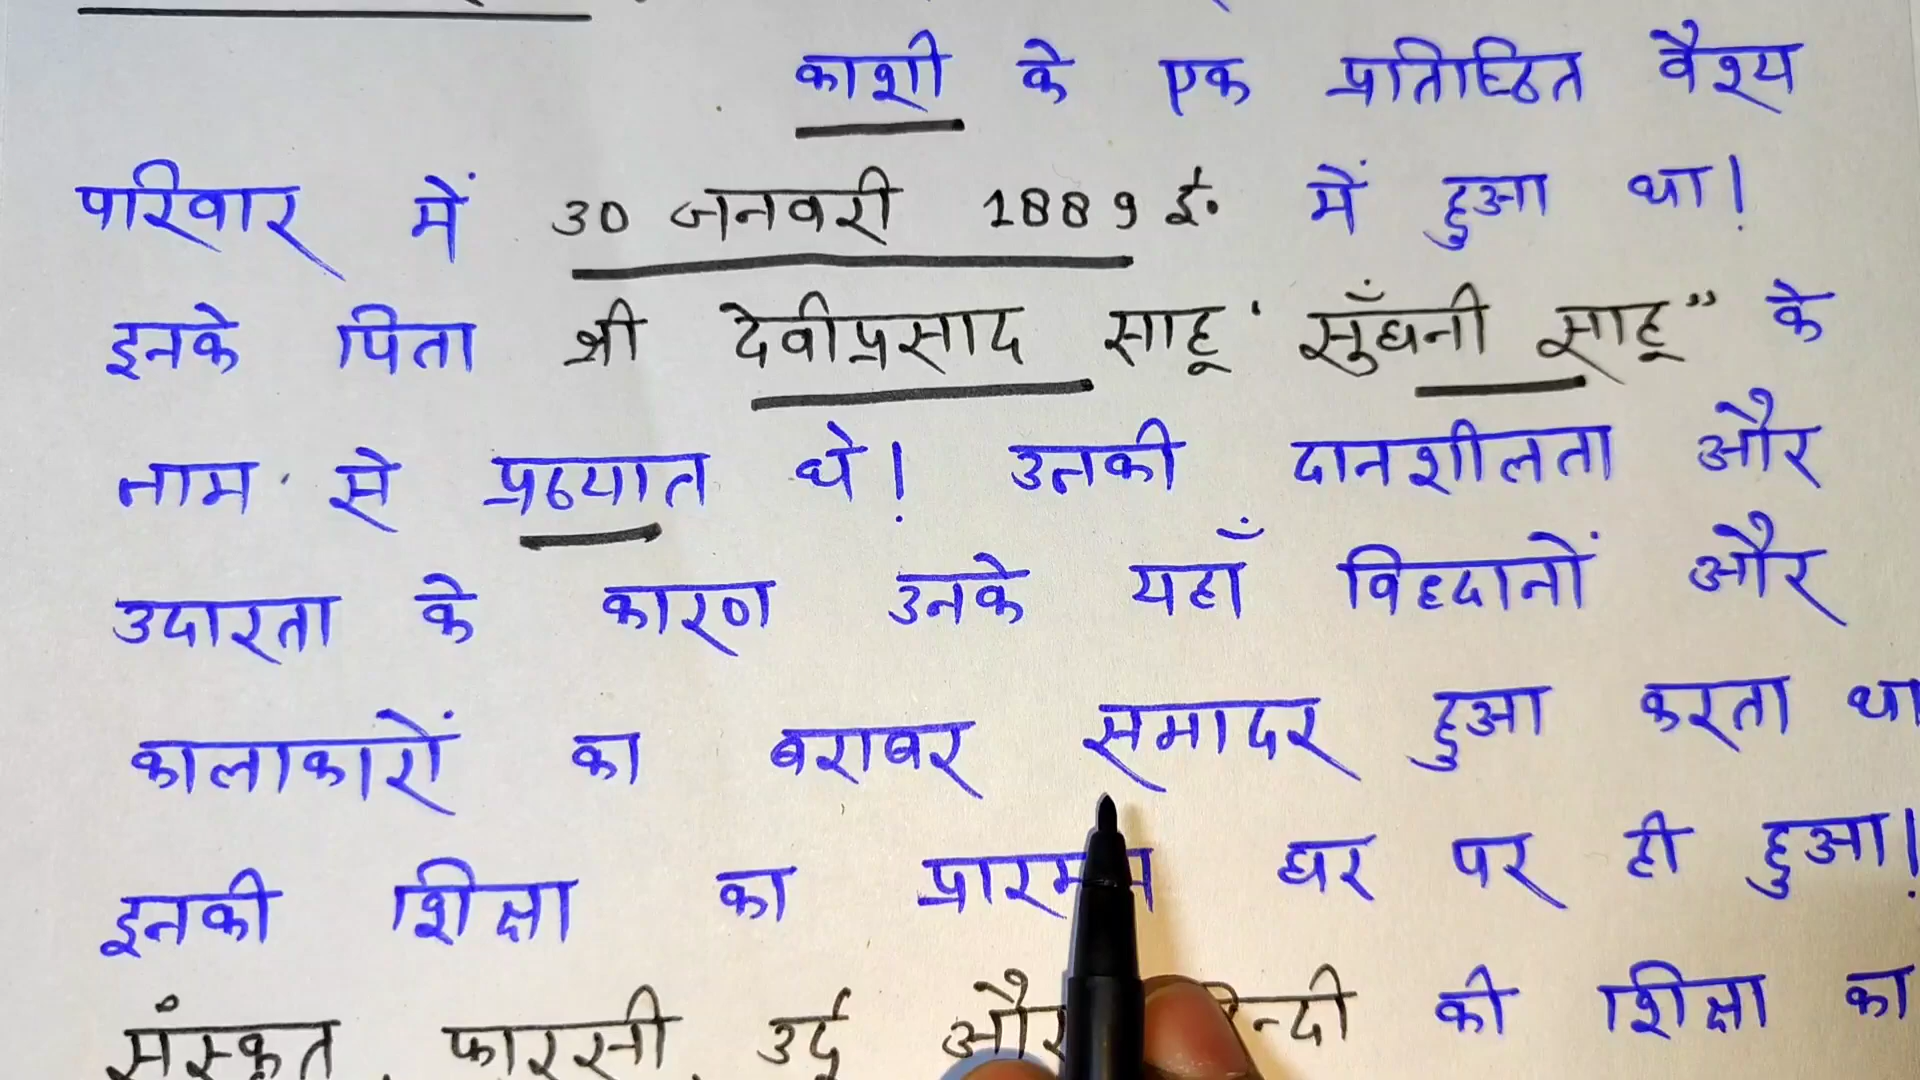 काशी के एक प्रतिष्ठित वैश्य
परिवार में 30 जनवरी 1889 ई. में हुआ था!
इनके पिता श्री देवीप्रसाद साहू ' सुँघनी साहू" के
नाम से प्रख्यात थे! उनकी दानशीलता और
उदारता के कारण उनके यहाँ विद्दानों और
कालाकारों का बराबर समादर हुआ करता था
इनकी शिक्षा का प्रारम्भ घर पर ही हुआ!
संस्कृत, फारसी, उर्दू और हिन्दी की शिक्षा का